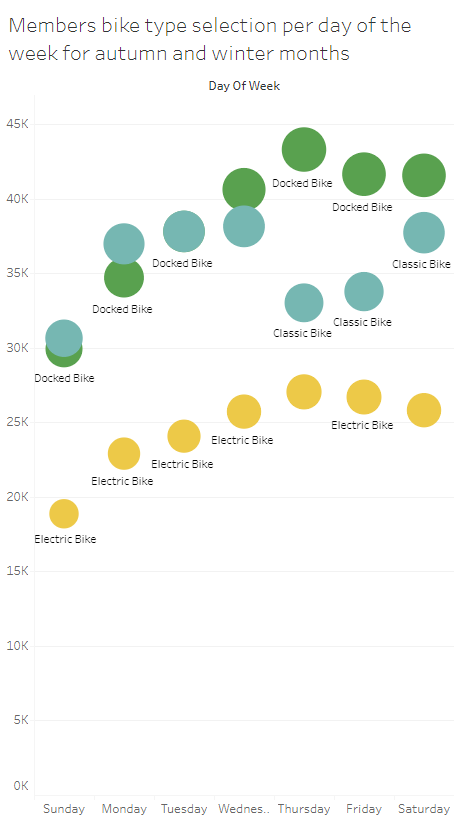 Members bike type selection per day of the
week for autumn and winter months
Day Of Week
45K
Docked Bike
40K
Docked Bike
Docked Bike
Classic Bike
35K
Docked Bike
Classic Bike
Classic Bike
30K
Docked Bike
25K
Electric Bike
Electric Bike
Electric Bike
Electric Bike
20K
Electric Bike
15K
10K
5K
0K
Sunday Monday Tuesday Wednes.. Thursday Friday Saturday